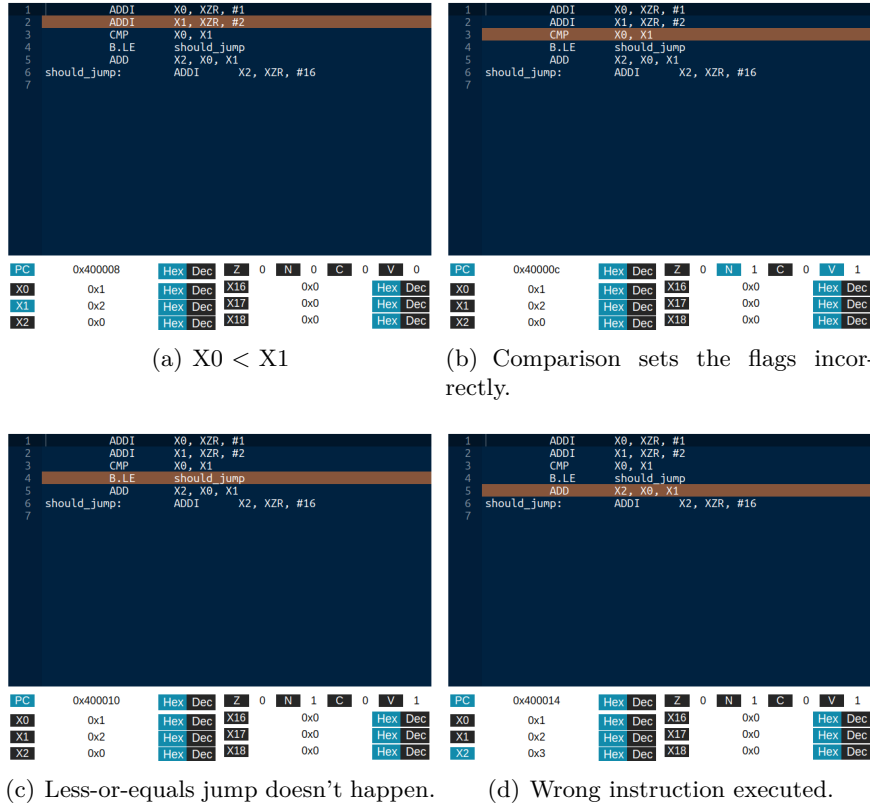 1 ADDI X0, XZR, #1
2 ADDI X1, XZR, #2
3 CMP X0, X1
4 B.LE should_jump
5 ADD X2, X0, X1
6 should_jump: ADDI X2, XZR, #16
7
PC 0x400008 Hex Dec Z 0 N 0 C 0 V 0
X0 0x1 Hex Dec X16 0x0 Hex Dec
X1 0x2 Hex Dec X17 0x0 Hex Dec
X2 0x0 Hex Dec X18 0x0 Hex Dec
(a) X0 < X1
1 ADDI X0, XZR, #1
2 ADDI X1, XZR, #2
3 CMP X0, X1
4 B.LE should_jump
5 ADD X2, X0, X1
6 should_jump: ADDI X2, XZR, #16
7
PC 0x40000c Hex Dec Z 0 N 1 C 0 V 1
X0 0x1 Hex Dec X16 0x0 Hex Dec
X1 0x2 Hex Dec X17 0x0 Hex Dec
X2 0x0 Hex Dec X18 0x0 Hex Dec
(b) Comparison sets the flags incor-
rectly.
1 ADDI X0, XZR, #1
2 ADDI X1, XZR, #2
3 CMP X0, X1
4 B.LE should_jump
5 ADD X2, X0, X1
6 should_jump: ADDI X2, XZR, #16
7
PC 0x400010 Hex Dec Z 0 N 1 C 0 V 1
X0 0x1 Hex Dec X16 0x0 Hex Dec
X1 0x2 Hex Dec X17 0x0 Hex Dec
X2 0x0 Hex Dec X18 0x0 Hex Dec
(c) Less-or-equals jump doesn't happen.
1 ADDI X0, XZR, #1
2 ADDI X1, XZR, #2
3 CMP X0, X1
4 B.LE should_jump
5 ADD X2, X0, X1
6 should_jump: ADDI X2, XZR, #16
7
PC 0x400014 Hex Dec Z 0 N 1 C 0 V 1
X0 0x1 Hex Dec X16 0x0 Hex Dec
X1 0x2 Hex Dec X17 0x0 Hex Dec
X2 0x3 Hex Dec X18 0x0 Hex Dec
(d) Wrong instruction executed.